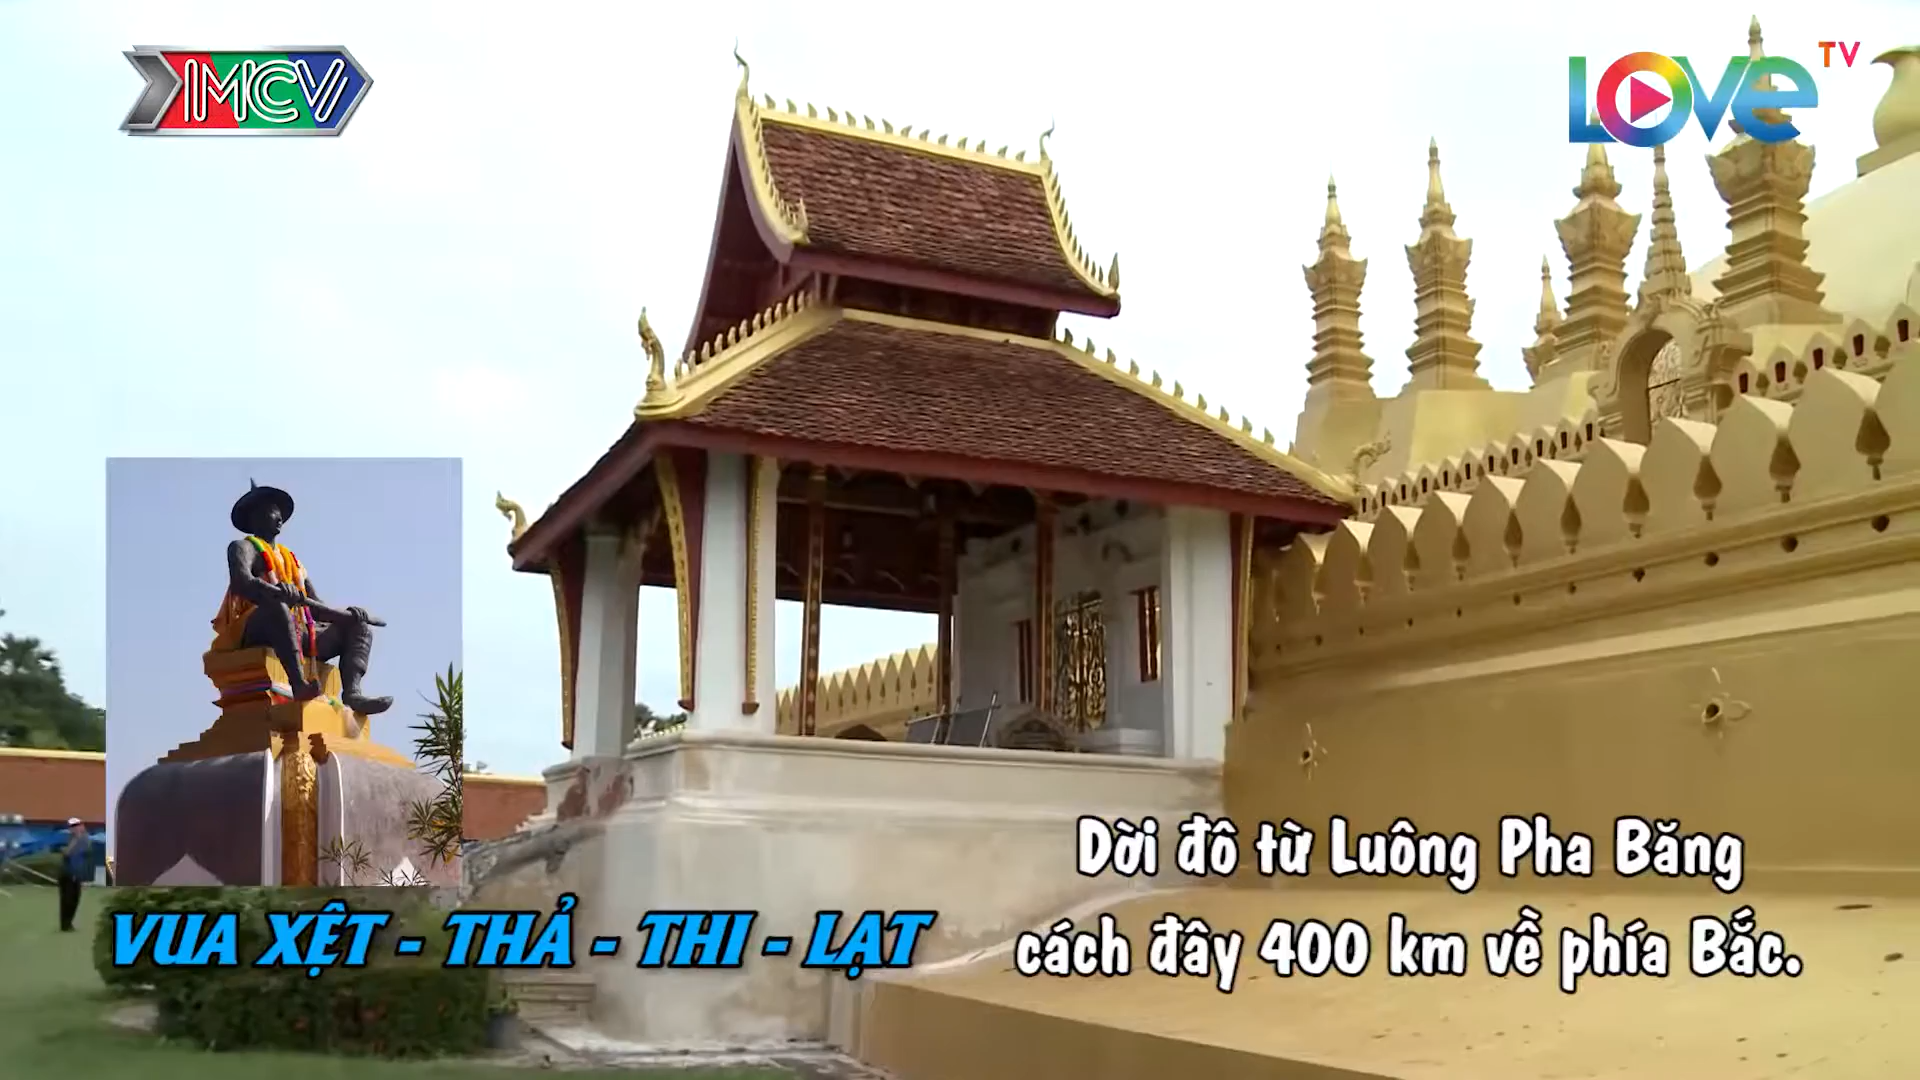 MCV
LOVE TV
VUA XỆT - THẢ - THI - LẠT
Dời đô từ Luông Pha Băng
cách đây 400 km về phía Bắc.